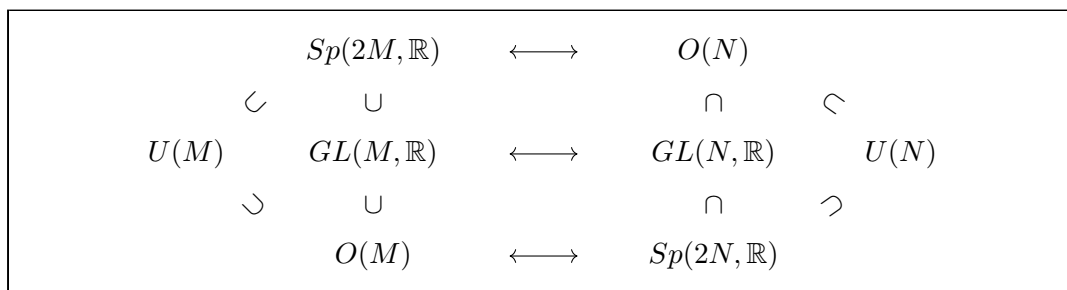 Sp(2M, ℝ) ⟷ O(N)
∪ ∪ ∩ ∩
U(M) GL(M, ℝ) ⟷ GL(N, ℝ) U(N)
∪ ∪ ∩ ∩
O(M) ⟷ Sp(2N, ℝ)